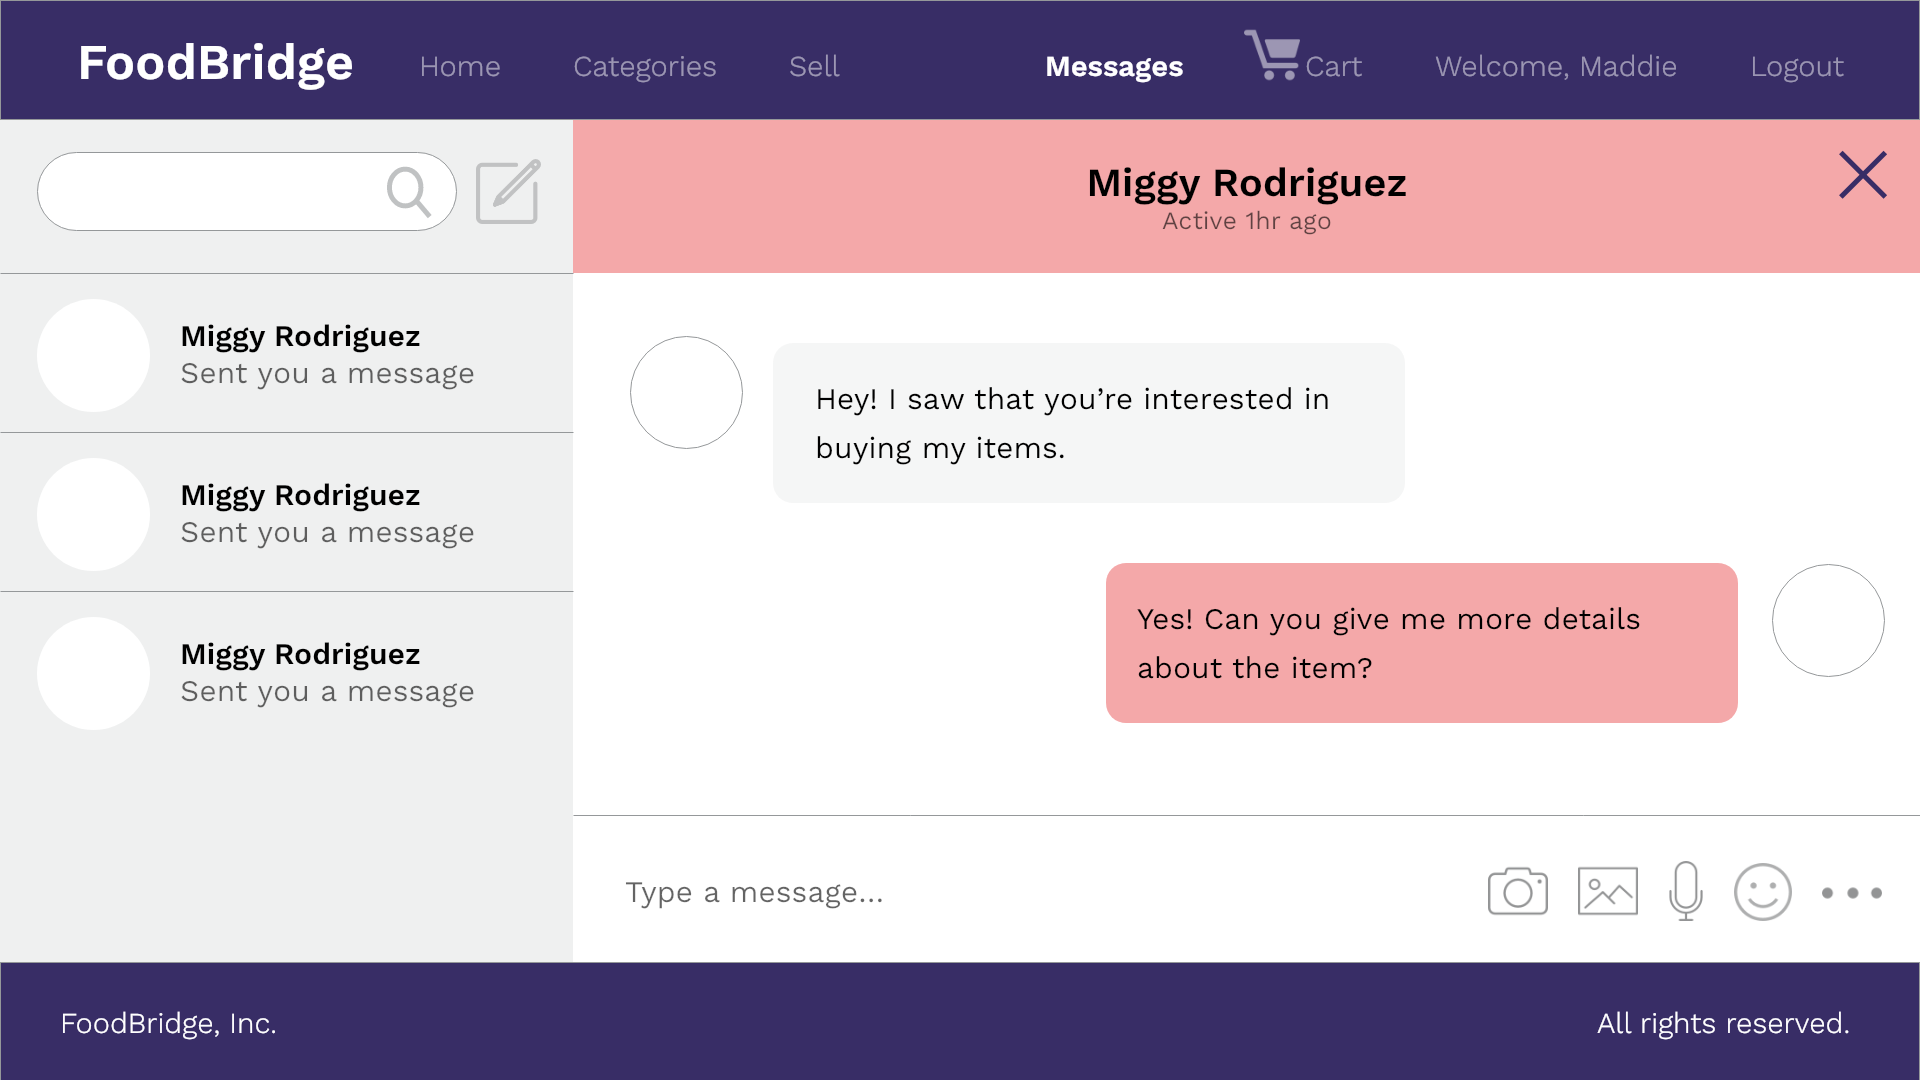 FoodBridge Home Categories Sell Messages Cart Welcome, Maddie Logout
Miggy Rodriguez
Active 1hr ago
Miggy Rodriguez
Sent you a message
Miggy Rodriguez
Sent you a message
Miggy Rodriguez
Sent you a message
Hey! I saw that you’re interested in
buying my items.
Yes! Can you give me more details
about the item?
Type a message...
FoodBridge, Inc.
All rights reserved.